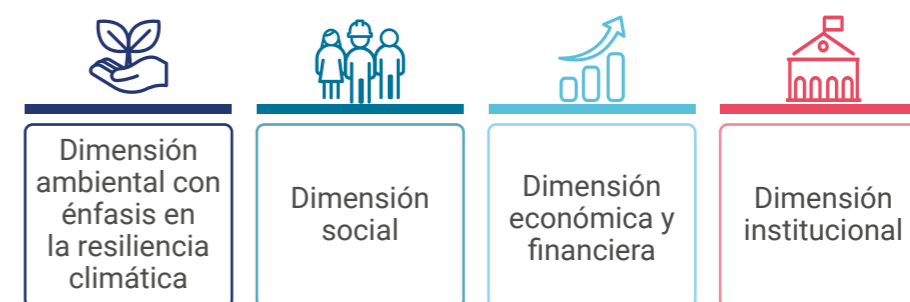 Dimensión
ambiental con
énfasis en
la resiliencia
climática
Dimensión
social
Dimensión
económica y
financiera
Dimensión
institucional